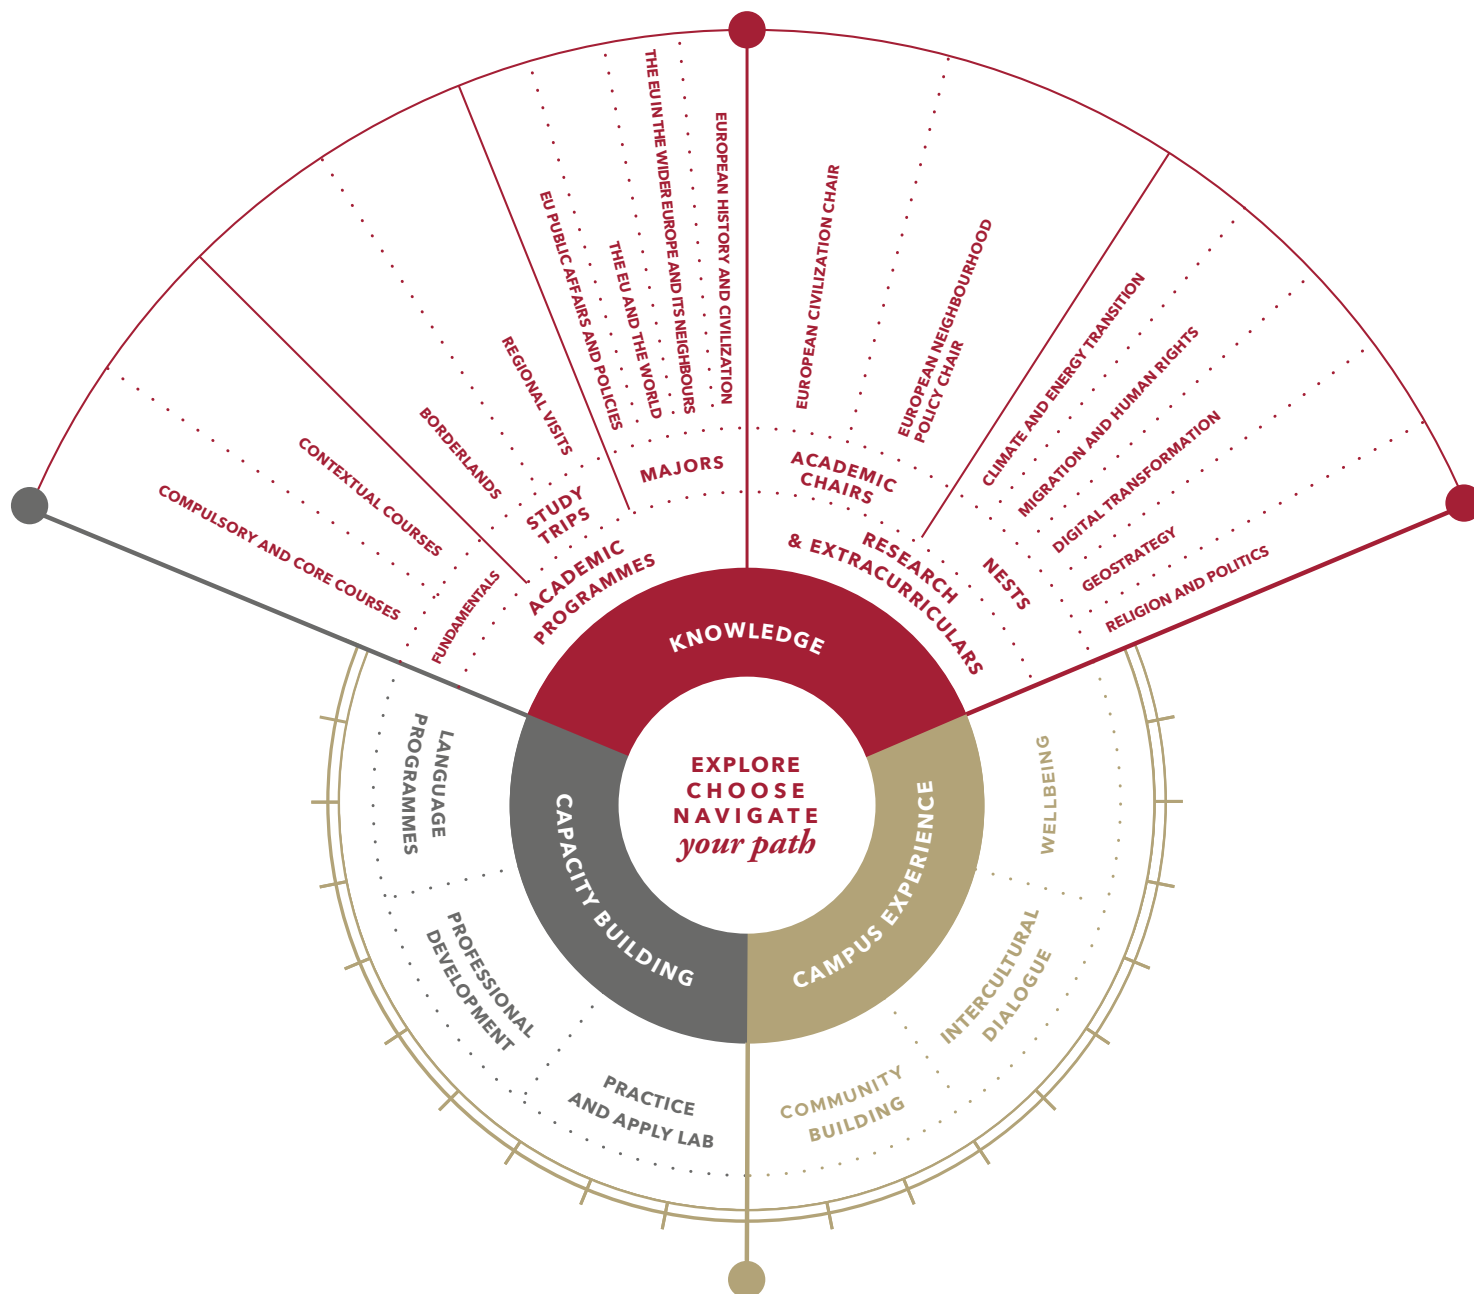 COMPULSORY AND CORE COURSES
CONTEXTUAL COURSES
FUNDAMENTALS
BORDERLANDS
REGIONAL VISITS
STUDY
TRIPS
EU PUBLIC AFFAIRS AND POLICIES
THE EU AND THE WORLD
THE EU IN THE WIDER EUROPE AND ITS NEIGHBOURS
EUROPEAN HISTORY AND CIVILIZATION
MAJORS
ACADEMIC
PROGRAMMES
EUROPEAN CIVILIZATION CHAIR
EUROPEAN NEIGHBOURHOOD
POLICY CHAIR
ACADEMIC
CHAIRS
CLIMATE AND ENERGY TRANSITION
MIGRATION AND HUMAN RIGHTS
DIGITAL TRANSFORMATION
GEOSTRATEGY
RELIGION AND POLITICS
NESTS
RESEARCH
& EXTRACURRICULARS
KNOWLEDGE
EXPLORE
CHOOSE
NAVIGATE
your path
CAPACITY BUILDING
CAMPUS EXPERIENCE
LANGUAGE
PROGRAMMES
PROFESSIONAL
DEVELOPMENT
PRACTICE
AND APPLY LAB
WELLBEING
INTERCULTURAL
DIALOGUE
COMMUNITY
BUILDING